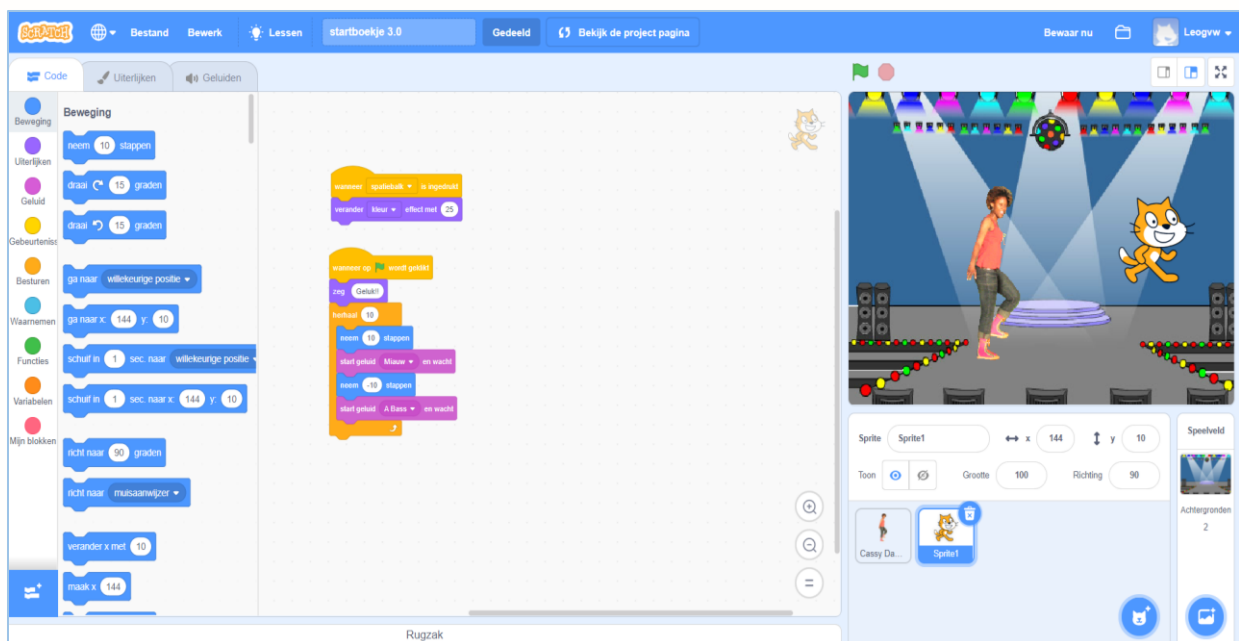 SCRATCH
Bestand
Bewerk
Lessen
startboekje 3.0
Gedeeld
Bekijk de project pagina
Bewaar nu
Leogvw
Code
Uiterlijken
Geluiden
Beweging
Uiterlijken
Geluid
Gebeurteniss
Besturen
Waarnemen
Functies
Variabelen
Mijn blokken
Beweging
neem 10 stappen
draai 15 graden
draai 15 graden
ga naar willekeurige positie
ga naar x: 144 y: 10
schuif in 1 sec. naar willekeurige positie
schuif in 1 sec. naar x: 144 y: 10
richt naar 90 graden
richt naar muisaanwijzer
verander x met 10
maak x 144
wanneer spatiebalk is ingedrukt
verander kleur effect met 25
wanneer op wordt geklikt
zeg Geluk!!
herhaal 10
neem 10 stappen
start geluid Miauw en wacht
neem -10 stappen
start geluid A Bass en wacht
Rugzak
Sprite Sprite1 x 144 y 10
Toon Grootte 100 Richting 90
Cassy Da...
Sprite1
Speelveld
Achtergronden
2